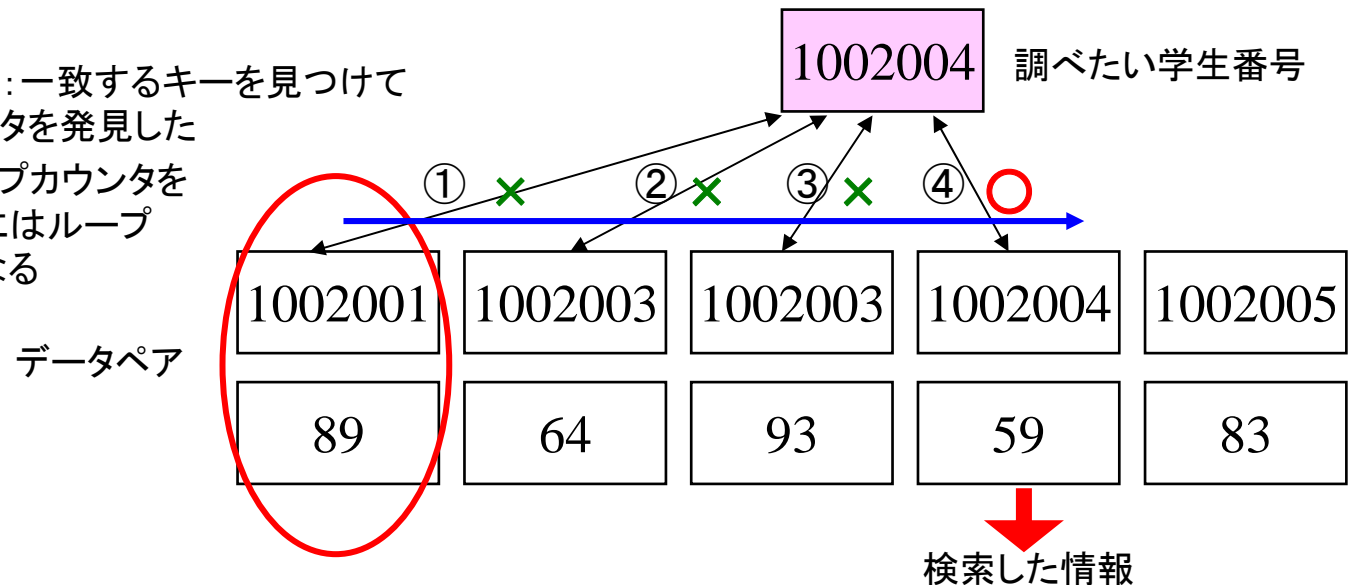 1002004
調べたい学生番号
：一致するキーを見つけて
タを発見した
プカウンタを
にはループ
なる
① × ② × ③ × ④ ○
1002001 1002003 1002003 1002004 1002005
データペア
89 64 93 59 83
検索した情報